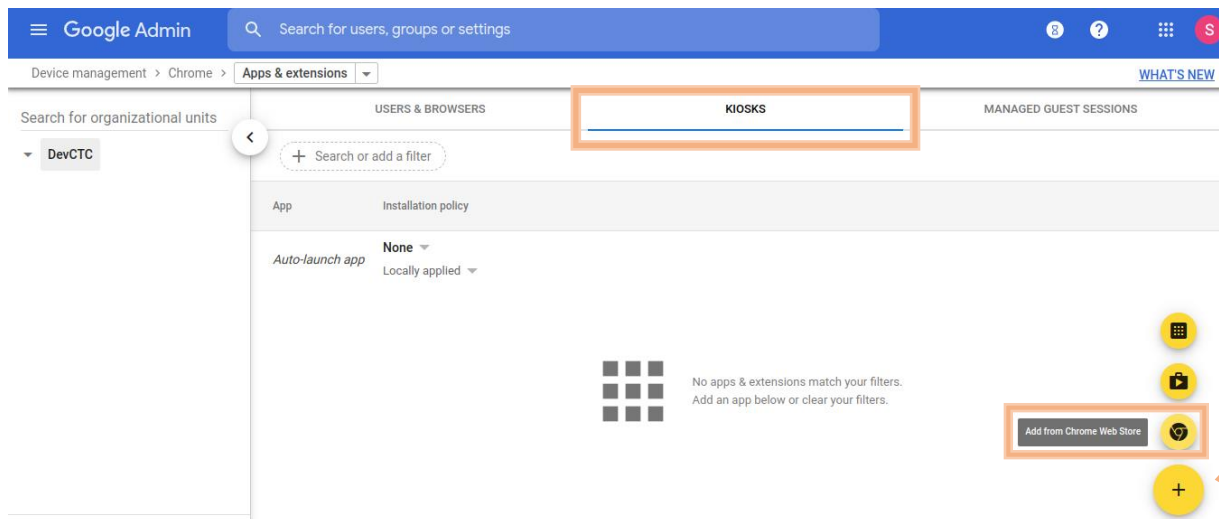 Google Admin
Search for users, groups or settings
S
Device management > Chrome > Apps & extensions
WHAT'S NEW
Search for organizational units
DevCTC
USERS & BROWSERS
KIOSKS
MANAGED GUEST SESSIONS
+ Search or add a filter
App
Installation policy
Auto-launch app
None
Locally applied
No apps & extensions match your filters.
Add an app below or clear your filters.
Add from Chrome Web Store
+